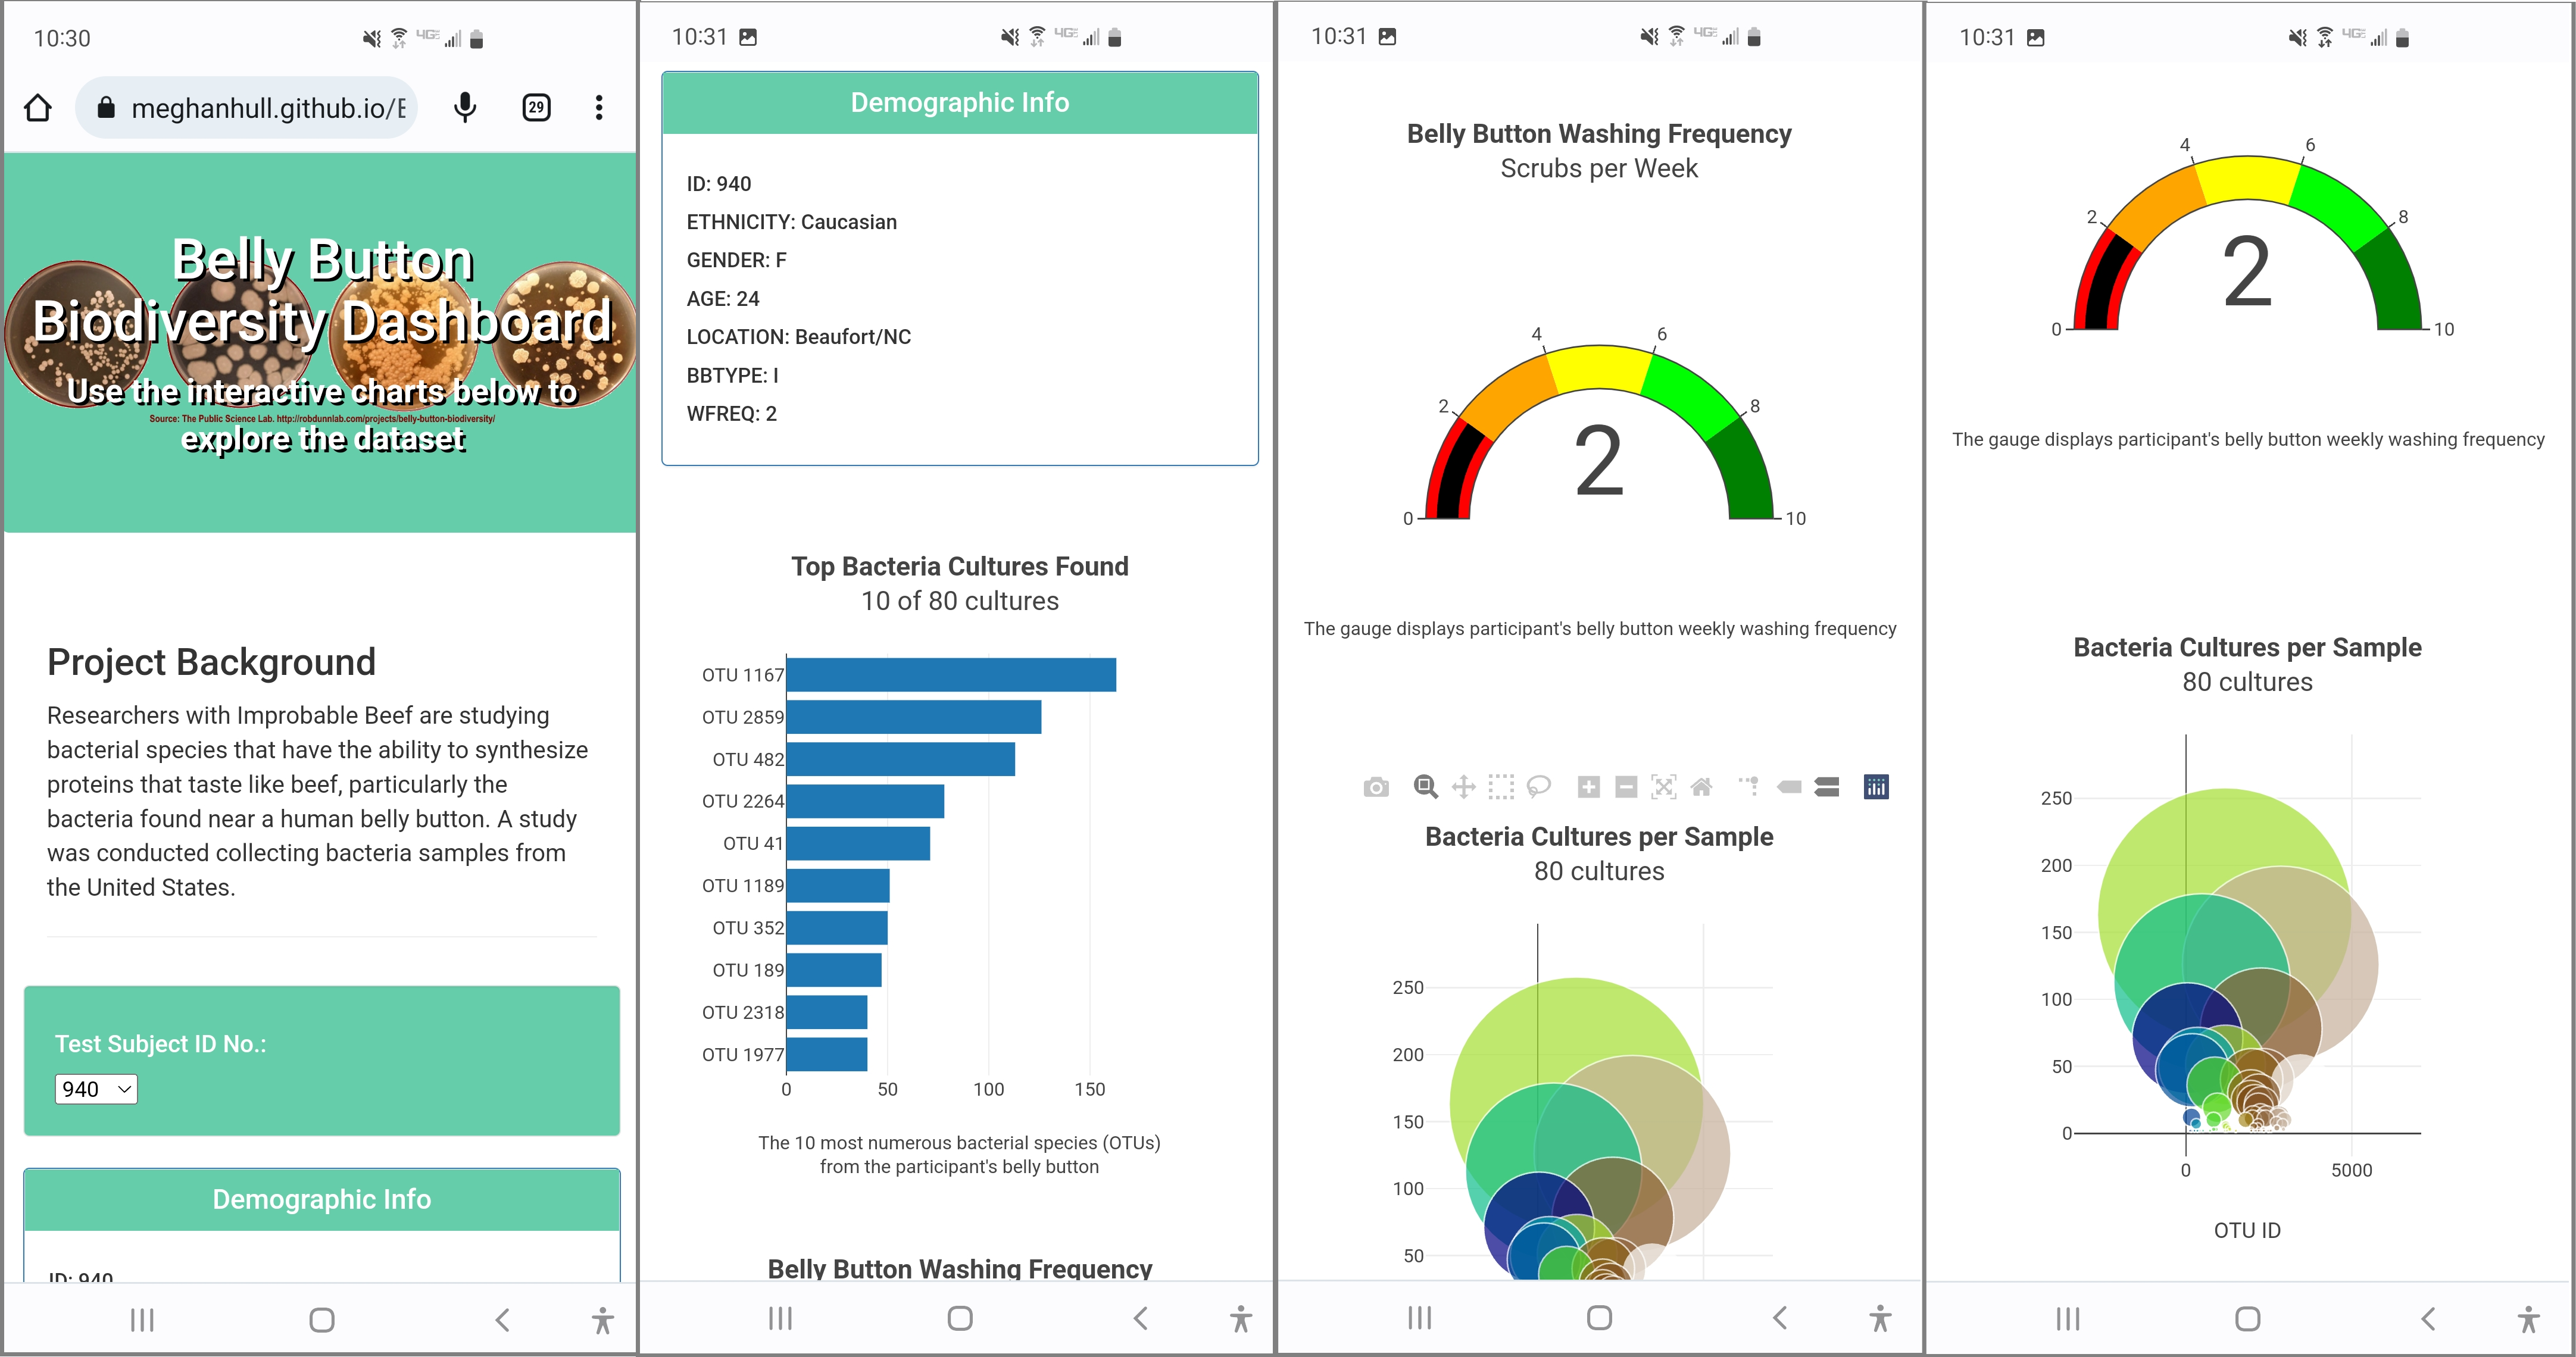 10:30
4GE
meghanhull.github.io/E
29
Belly Button
Biodiversity Dashboard
Use the interactive charts below to
Source: The Public Science Lab. http://robdunnlab.com/projects/belly-button-biodiversity/
explore the dataset
Project Background
Researchers with Improbable Beef are studying
bacterial species that have the ability to synthesize
proteins that taste like beef, particularly the
bacteria found near a human belly button. A study
was conducted collecting bacteria samples from
the United States.
Test Subject ID No.:
940
Demographic Info
ID: 940
10:31
4GE
Demographic Info
ID: 940
ETHNICITY: Caucasian
GENDER: F
AGE: 24
LOCATION: Beaufort/NC
BBTYPE: I
WFREQ: 2
Top Bacteria Cultures Found
10 of 80 cultures
OTU 1167
OTU 2859
OTU 482
OTU 2264
OTU 41
OTU 1189
OTU 352
OTU 189
OTU 2318
OTU 1977
0 50 100 150
The 10 most numerous bacterial species (OTUs)
from the participant's belly button
Belly Button Washing Frequency
10:31
4GE
Belly Button Washing Frequency
Scrubs per Week
4 6
2 8
2
0 10
The gauge displays participant's belly button weekly washing frequency
Bacteria Cultures per Sample
80 cultures
250
200
150
100
50
10:31
4GE
4 6
2 8
2
0 10
The gauge displays participant's belly button weekly washing frequency
Bacteria Cultures per Sample
80 cultures
250
200
150
100
50
0
0 5000
OTU ID